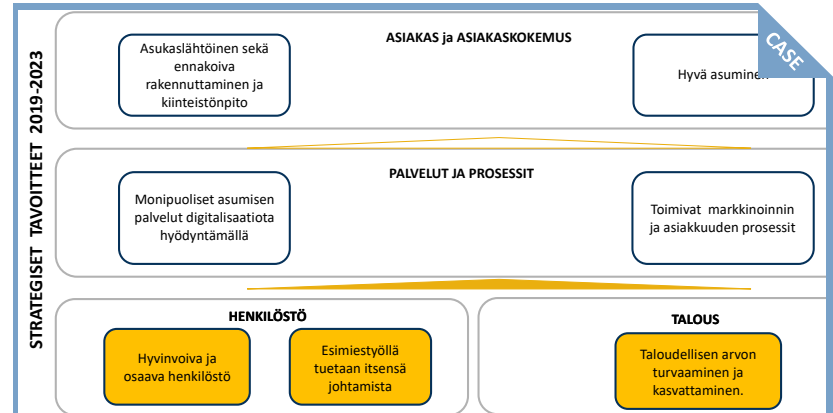 STRATEGISET TAVOITTEET 2019-2023
CASE
ASIAKAS ja ASIAKASKOKEMUS
Asukaslähtöinen sekä
ennakoiva
rakennuttaminen ja
kiinteistönpito
Hyvä asuminen
PALVELUT JA PROSESSIT
Monipuoliset asumisen
palvelut digitalisaatiota
hyödyntämällä
Toimivat markkinoinnin
ja asiakkuuden prosessit
HENKILÖSTÖ
Hyvinvoiva ja
osaava henkilöstö
Esimiestyöllä
tuetaan itsensä
johtamista
TALOUS
Taloudellisen arvon
turvaaminen ja
kasvattaminen.